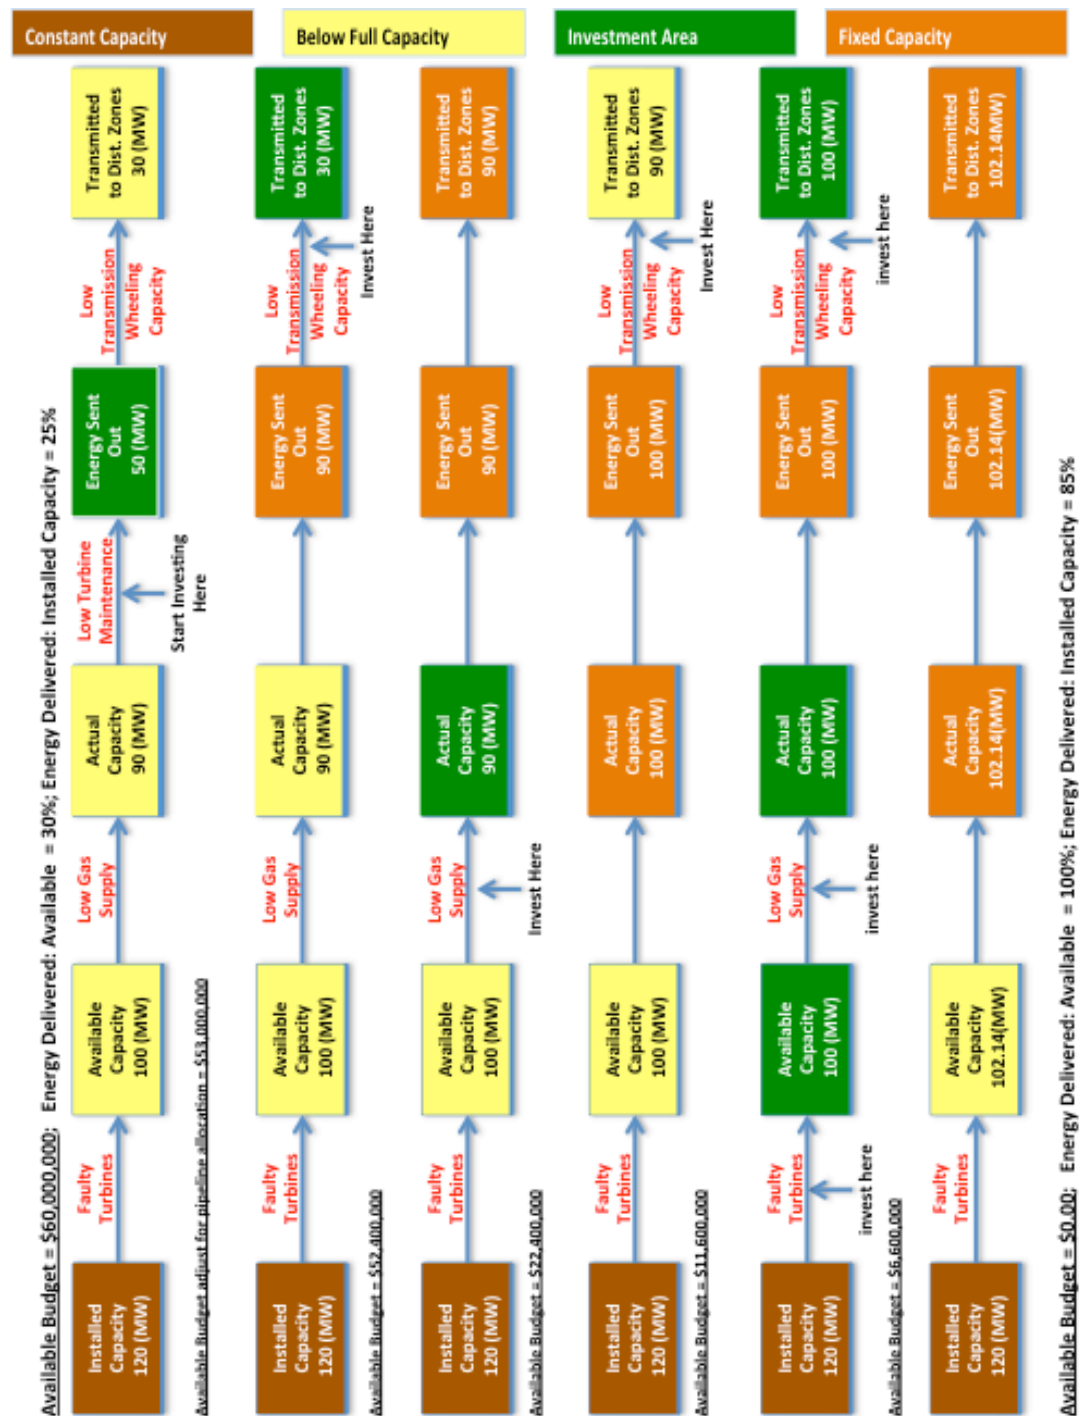 Constant Capacity
Below Full Capacity
Investment Area
Fixed Capacity
Available Budget = $60,000,000; Energy Delivered: Available = 30%; Energy Delivered: Installed Capacity = 25%
Installed
Capacity
120 (MW)
Faulty
Turbines
Available
Capacity
100 (MW)
Low Gas
Supply
Actual
Capacity
90 (MW)
Low Turbine
Maintenance
Start Investing
Here
Energy Sent
Out
50 (MW)
Low
Transmission
Wheeling
Capacity
Transmitted
to Dist. Zones
30 (MW)
Available Budget adjust for pipeline allocation = $53,000,000
Installed
Capacity
120 (MW)
Faulty
Turbines
Available
Capacity
100 (MW)
Low Gas
Supply
Actual
Capacity
90 (MW)
Energy Sent
Out
90 (MW)
Low
Transmission
Wheeling
Capacity
Invest Here
Transmitted
to Dist. Zones
30 (MW)
Available Budget = $52,400,000
Installed
Capacity
120 (MW)
Faulty
Turbines
Available
Capacity
100 (MW)
Low Gas
Supply
Invest Here
Actual
Capacity
90 (MW)
Energy Sent
Out
90 (MW)
Transmitted
to Dist. Zones
90 (MW)
Available Budget = $22,400,000
Installed
Capacity
120 (MW)
Faulty
Turbines
Available
Capacity
100 (MW)
Actual
Capacity
100 (MW)
Energy Sent
Out
100 (MW)
Low
Transmission
Wheeling
Capacity
Invest Here
Transmitted
to Dist. Zones
90 (MW)
Available Budget = $11,600,000
Installed
Capacity
120 (MW)
Faulty
Turbines
invest here
Available
Capacity
100 (MW)
Low Gas
Supply
invest here
Actual
Capacity
100 (MW)
Energy Sent
Out
100 (MW)
Low
Transmission
Wheeling
Capacity
invest here
Transmitted
to Dist. Zones
100 (MW)
Available Budget = $6,600,000
Installed
Capacity
120 (MW)
Faulty
Turbines
Available
Capacity
102.14(MW)
Actual
Capacity
102.14(MW)
Energy Sent
Out
102.14(MW)
Transmitted
to Dist. Zones
102.14MW)
Available Budget = $0.00; Energy Delivered: Available = 100%; Energy Delivered: Installed Capacity = 85%